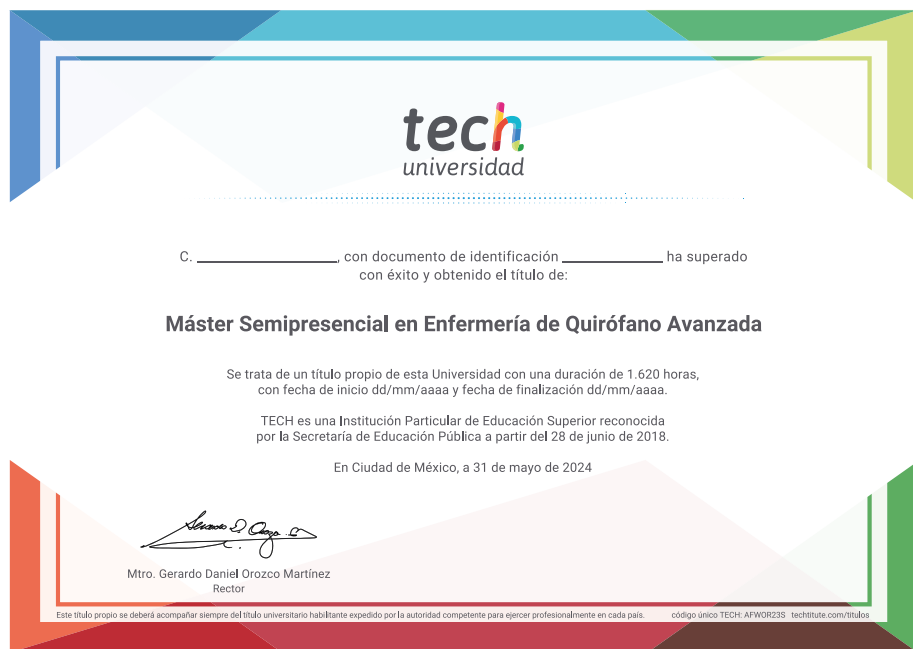 tech
universidad
C. ____________, con documento de identificación ____________ ha superado
con éxito y obtenido el título de:
Máster Semipresencial en Enfermería de Quirófano Avanzada
Se trata de un título propio de esta Universidad con una duración de 1.620 horas,
con fecha de inicio dd/mm/aaaa y fecha de finalización dd/mm/aaaa.
TECH es una Institución Particular de Educación Superior reconocida
por la Secretaría de Educación Pública a partir del 28 de junio de 2018.
En Ciudad de México, a 31 de mayo de 2024
Mtro. Gerardo Daniel Orozco Martínez
Rector
Este título propio se deberá acompañar siempre del título universitario habilitante expedido por la autoridad competente para ejercer profesionalmente en cada país. código único TECH: AFWOR23S techtitute.com/titulos